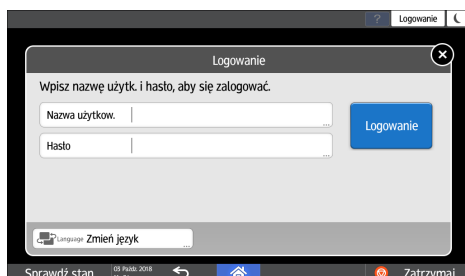 ? Logowanie
Logowanie
Wpisz nazwę użytk. i hasło, aby się zalogować.
Nazwa użytkow.
...
Logowanie
Hasło
...
Language Zmień język
...
Sprawdź stan
03 Paźdz. 2018
Zatrzymaj